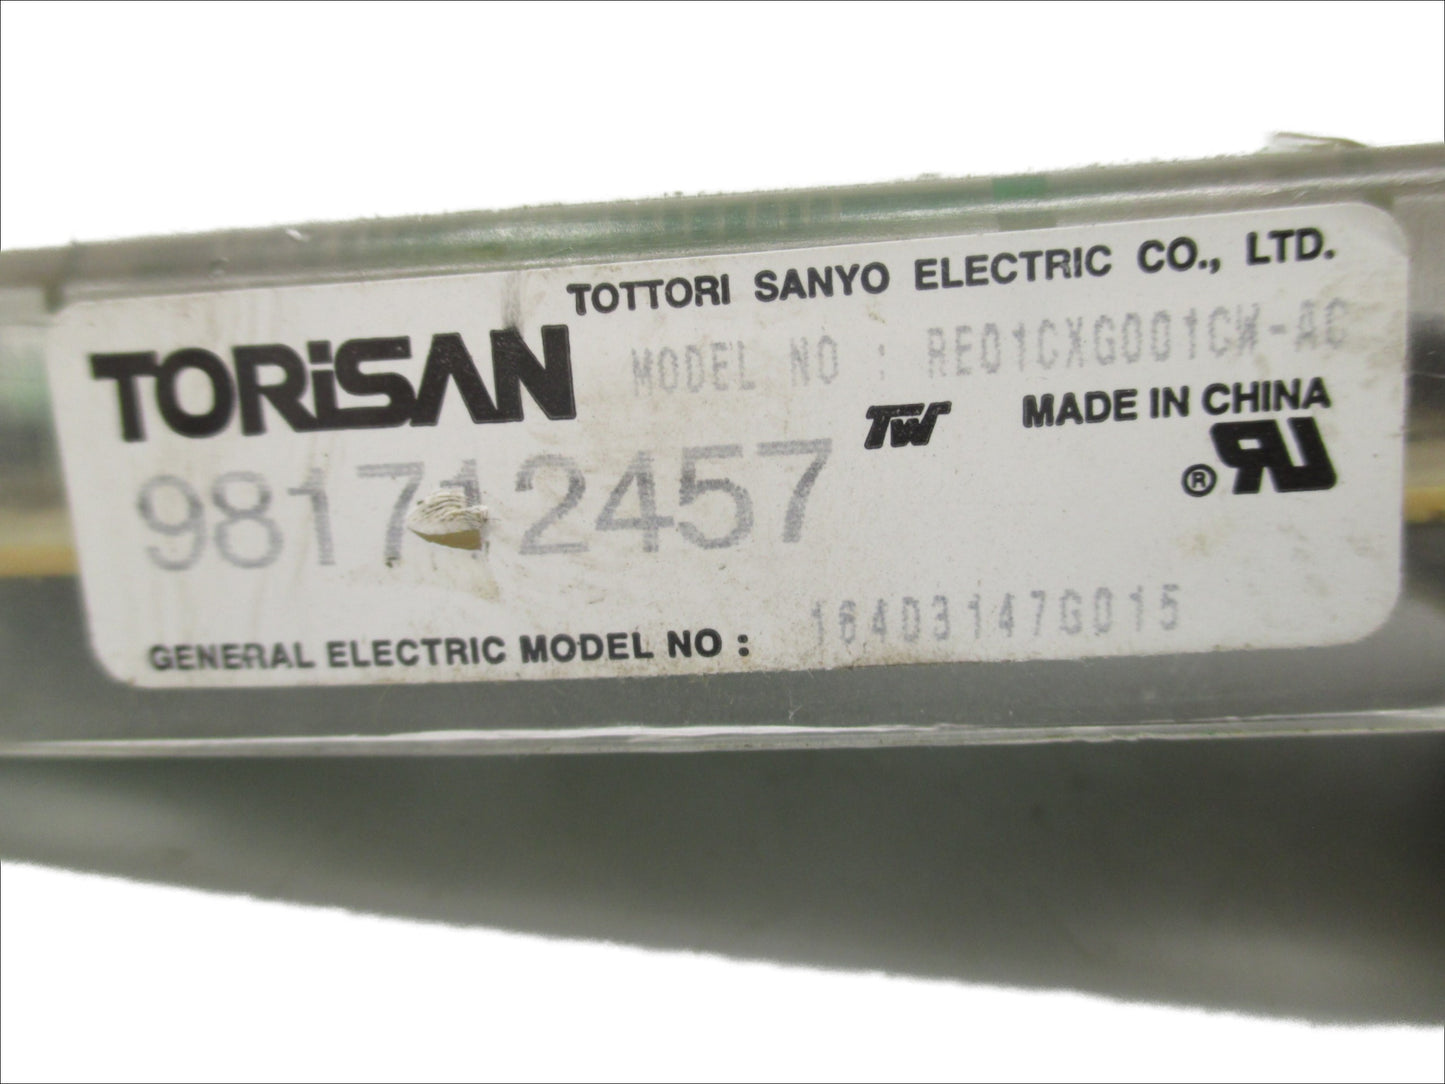 TOTTORI SANYO ELECTRIC CO., LTD.
TORiSAN
MODEL NO : RE01CXG001CW-AC
TW
MADE IN CHINA
981712457
® RU
GENERAL ELECTRIC MODEL NO : 164D3147G015